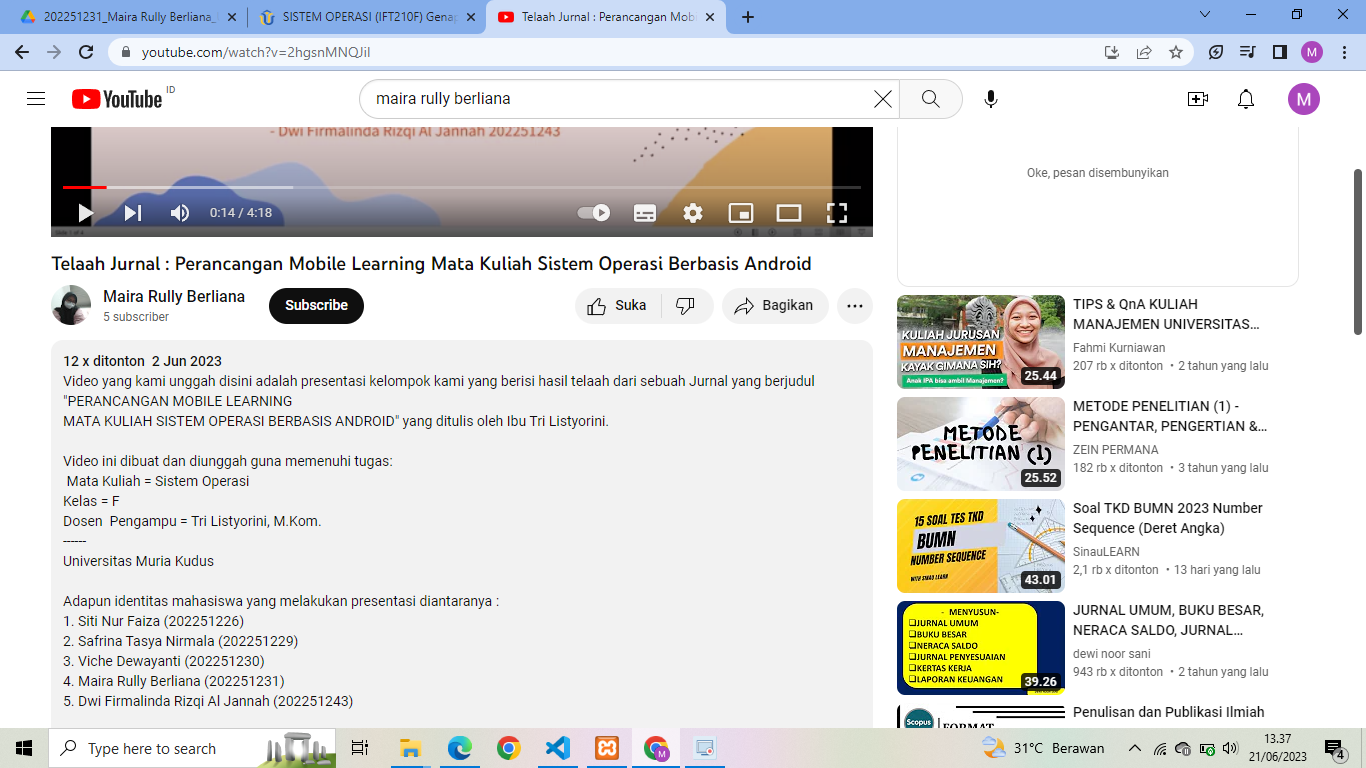 202251231_Maira Rully Berliana_
SISTEM OPERASI (IFT210F) Genap
Telaah Jurnal : Perancangan Mobi
youtube.com/watch?v=2hgsnMNQJiI
M
YouTube ID
maira rully berliana
M
- Dwi Firmalinda Rizqi Al Jannah 202251243
0:14 / 4:18
Telaah Jurnal : Perancangan Mobile Learning Mata Kuliah Sistem Operasi Berbasis Android
Maira Rully Berliana
5 subscriber
Subscribe
Suka
Bagikan
12 x ditonton 2 Jun 2023
Video yang kami unggah disini adalah presentasi kelompok kami yang berisi hasil telaah dari sebuah Jurnal yang berjudul
"PERANCANGAN MOBILE LEARNING
MATA KULIAH SISTEM OPERASI BERBASIS ANDROID" yang ditulis oleh Ibu Tri Listyorini.
Video ini dibuat dan diunggah guna memenuhi tugas:
Mata Kuliah = Sistem Operasi
Kelas = F
Dosen Pengampu = Tri Listyorini, M.Kom.
------
Universitas Muria Kudus
Adapun identitas mahasiswa yang melakukan presentasi diantaranya :
1. Siti Nur Faiza (202251226)
2. Safrina Tasya Nirmala (202251229)
3. Viche Dewayanti (202251230)
4. Maira Rully Berliana (202251231)
5. Dwi Firmalinda Rizqi Al Jannah (202251243)
Oke, pesan disembunyikan
KULIAH JURUSAN
MANAJEMEN
KAYAK GIMANA SIH?
Anak IPA bisa ambil Manajemen?
25.44
TIPS & QnA KULIAH
MANAJEMEN UNIVERSITAS…
Fahmi Kurniawan
207 rb x ditonton • 2 tahun yang lalu
METODE
PENELITIAN (1)
25.52
METODE PENELITIAN (1) -
PENGANTAR, PENGERTIAN &…
ZEIN PERMANA
182 rb x ditonton • 3 tahun yang lalu
15 SOAL TES TKD
BUMN
NUMBER SEQUENCE
WITH SINAU LEARN
43.01
Soal TKD BUMN 2023 Number
Sequence (Deret Angka)
SinauLEARN
2,1 rb x ditonton • 13 hari yang lalu
- MENYUSUN-
JURNAL UMUM
BUKU BESAR
NERACA SALDO
JURNAL PENYESUAIAN
KERTAS KERJA
LAPORAN KEUANGAN
39.26
JURNAL UMUM, BUKU BESAR,
NERACA SALDO, JURNAL…
dewi noor sani
943 rb x ditonton • 2 tahun yang lalu
Scopus
FORMAT
Penulisan dan Publikasi Ilmiah
Type here to search
M
31°C Berawan
13.37
21/06/2023
4